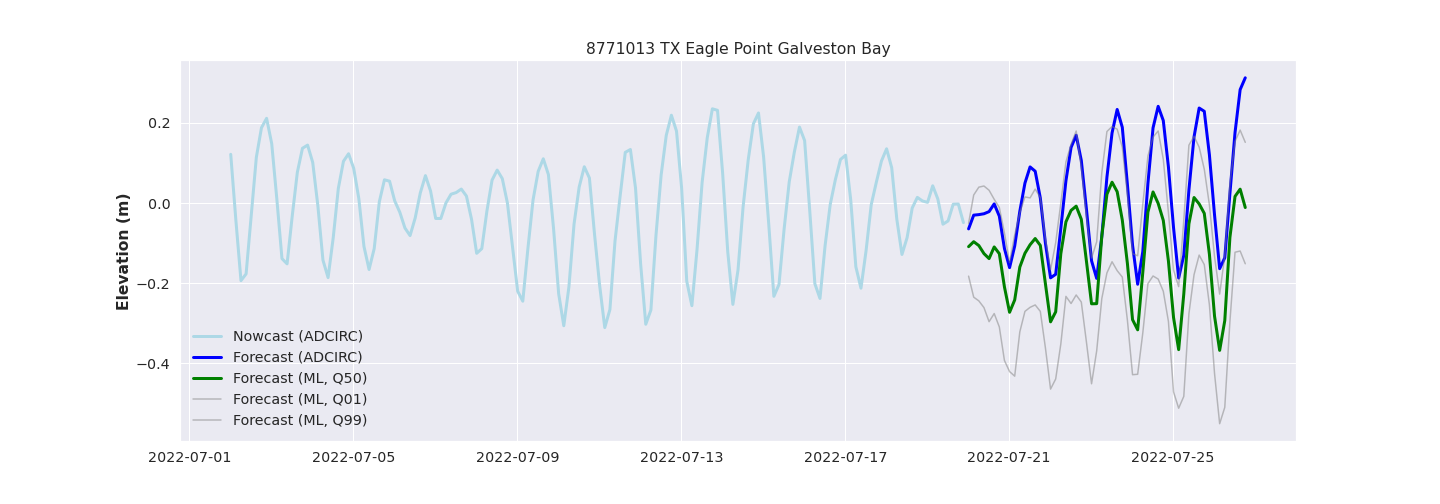 8771013 TX Eagle Point Galveston Bay
Elevation (m)
0.2
0.0
−0.2
−0.4
Nowcast (ADCIRC)
Forecast (ADCIRC)
Forecast (ML, Q50)
Forecast (ML, Q01)
Forecast (ML, Q99)
2022-07-01 2022-07-05 2022-07-09 2022-07-13 2022-07-17 2022-07-21 2022-07-25